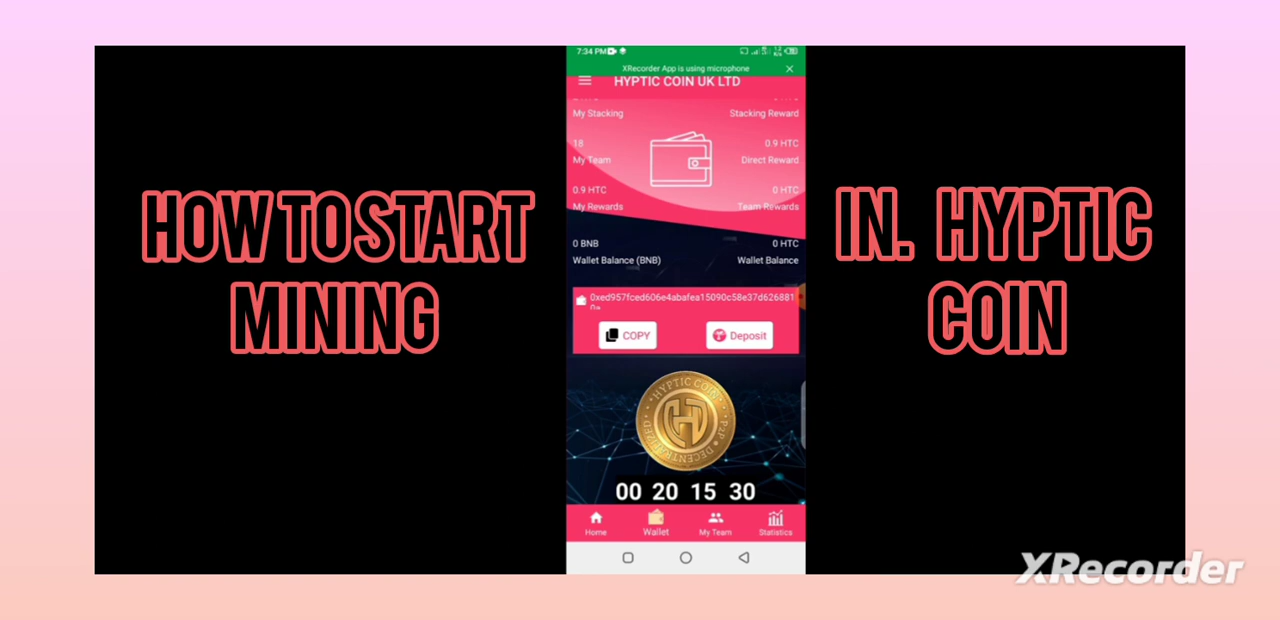 7:34 PM
XRecorder App is using microphone
HYPTIC COIN UK LTD
My Stacking Stacking Reward
18 0.9 HTC
My Team Direct Reward
0.9 HTC 0 HTC
My Rewards Team Rewards
0 BNB 0 HTC
Wallet Balance (BNB) Wallet Balance
0xed957fced606e4abafea15090c58e37d626881
COPY Deposit
HYPTIC COIN
P2P DECENTRALIZED
00 20 15 30
Home Wallet My Team Statistics
HOW TO START
MINING
IN. HYPTIC
COIN
XRecorder